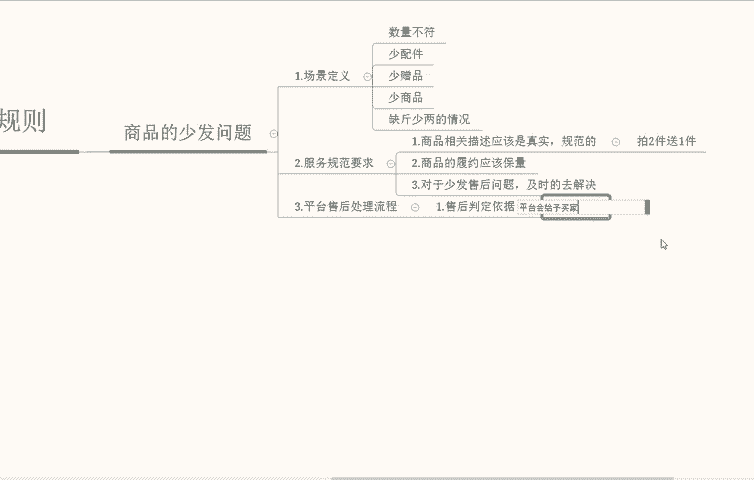 规则
商品的少发问题
1.场景定义
数量不符
少配件
少赠品
少商品
缺斤少两的情况
2.服务规范要求
1.商品相关描述应该是真实，规范的
拍2件送1件
2.商品的履约应该保量
3.对于少发售后问题，及时的去解决
3.平台售后处理流程
1.售后判定依据
平台会给予买家